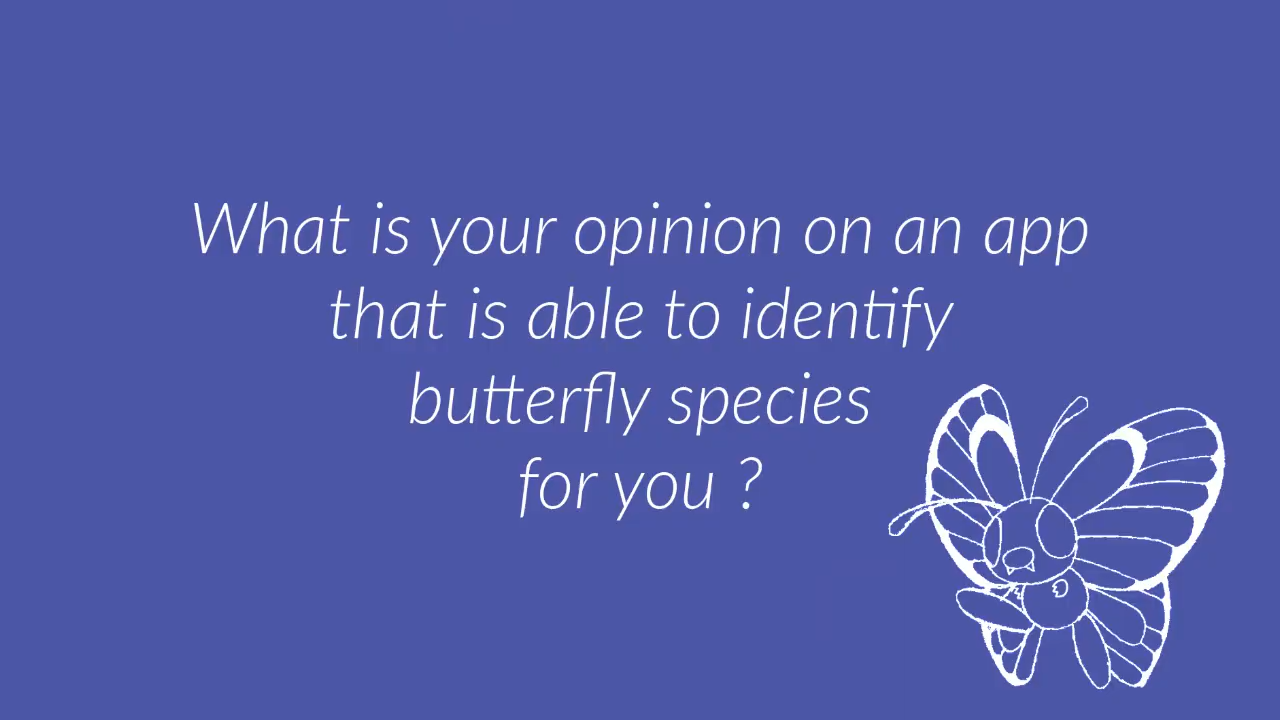 What is your opinion on an app
that is able to identify
butterfly species
for you ?